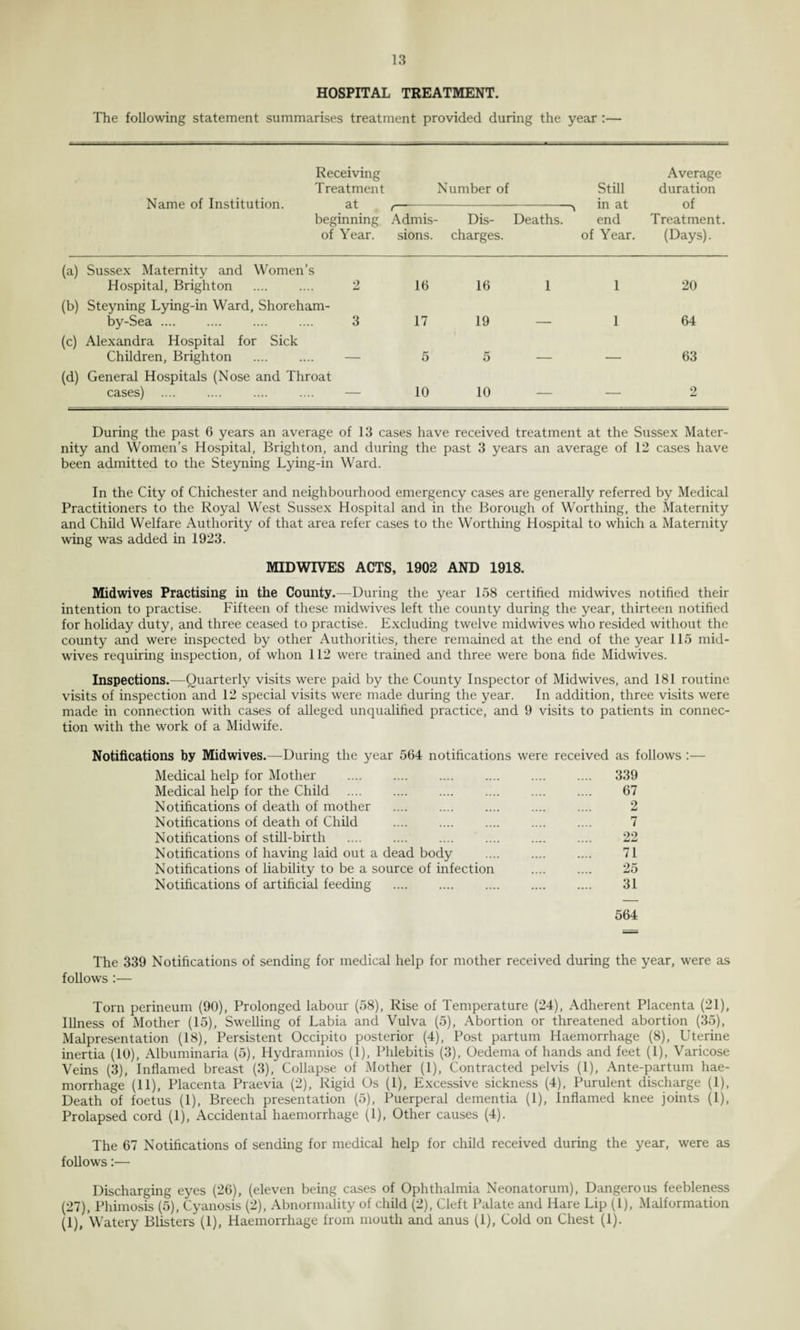 13
HOSPITAL TREATMENT.
The following statement summarises treatment provided during the year :—
Receiving Average
Treatment Number of Still duration
Name of Institution. at in at of
beginning Admis- Dis- Deaths. end Treatment.
of Year. sions. charges. of Year. (Days).
(a) Sussex Maternity and Women's
Hospital, Brighton .... .... 2 16 16 1 1 20
(b) Steyning Lying-in Ward, Shoreham-
by-Sea .... .... .... .... 3 17 19 — 1 64
(c) Alexandra Hospital for Sick
Children, Brighton .... .... — 5 5 — — 63
(d) General Hospitals (Nose and Throat
cases) .... .... .... .... — 10 10 — — 2
During the past 6 years an average of 13 cases have received treatment at the Sussex Mater-
nity and Women's Hospital, Brighton, and during the past 3 years an average of 12 cases have
been admitted to the Steyning Lying-in Ward.
In the City of Chichester and neighbourhood emergency cases are generally referred by Medical
Practitioners to the Royal West Sussex Hospital and in the Borough of Worthing, the Maternity
and Child Welfare Authority of that area refer cases to the Worthing Hospital to which a Maternity
wing was added in 1923.
MIDWIVES ACTS, 1902 AND 1918.
Midwives Practising in the County.—During the year 158 certified midwives notified their
intention to practise. Fifteen of these midwives left the county during the year, thirteen notified
for holiday duty, and three ceased to practise. Excluding twelve midwives who resided without the
county and were inspected by other Authorities, there remained at the end of the year 115 mid-
wives requiring inspection, of whon 112 were trained and three were bona fide Midwives.
Inspections.—Quarterly visits were paid by the County Inspector of Midwives, and 181 routine
visits of inspection and 12 special visits were made during the year. In addition, three visits were
made in connection with cases of alleged unqualified practice, and 9 visits to patients in connec-
tion with the work of a Midwife.
Notifications by Midwives.—During the year 564 notifications were received as follows :—
Medical help for Mother .... .... .... .... .... .... 339
Medical help for the Child .... .... .... .... .... .... 67
Notifications of death of mother .... .... .... .... .... 2
Notifications of death of Child .... .... .... .... .... 7
Notifications of still-birth .... .... .... .... .... .... 22
Notifications of having laid out a dead body .... .... .... 71
Notifications of liability to be a source of infection .... .... 25
Notifications of artificial feeding .... .... .... .... .... 31
564
The 339 Notifications of sending for medical help for mother received during the year, were as
follows :—
Torn perineum (90), Prolonged labour (58), Rise of Temperature (24), Adherent Placenta (21),
Illness of Mother (15), Swelling of Labia and Vulva (5), Abortion or threatened abortion (35),
Malpresentation (18), Persistent Occipito posterior (4), Post partum Haemorrhage (8), Uterine
inertia (10), Albuminaria (5), Hydramnios (1), Phlebitis (3), Oedema of hands and feet (1), Varicose
Veins (3), Inflamed breast (3), Collapse of Mother (1), Contracted pelvis (1), Ante-partum hae-
morrhage (11), Placenta Praevia (2), Rigid Os (1), Excessive sickness (4), Purulent discharge (1),
Death of foetus (1), Breech presentation (5), Puerperal dementia (1), Inflamed knee joints (1),
Prolapsed cord (1), Accidental haemorrhage (1), Other causes (4).
The 67 Notifications of sending for medical help for child received during the year, were as
follows:—
Discharging eyes (26), (eleven being cases of Ophthalmia Neonatorum), Dangerous feebleness
(27), Phimosis (5), Cyanosis (2), Abnormality of child (2), Cleft Palate and Hare Lip (1), Malformation
(1), Watery Blisters (1), Haemorrhage from mouth and anus (1), Cold on Chest (1).